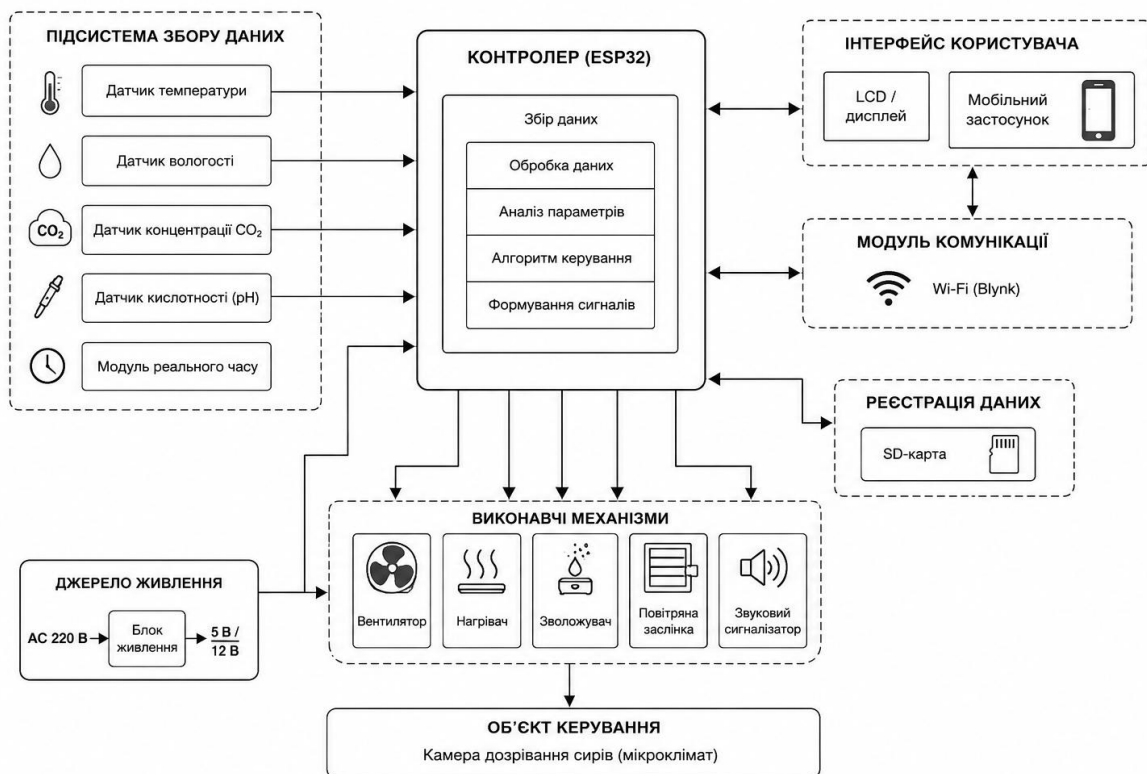 ПІДСИСТЕМА ЗБОРУ ДАНИХ
Датчик температури
Датчик вологості
CO₂
Датчик концентрації CO₂
Датчик кислотності (pH)
Модуль реального часу
КОНТРОЛЕР (ESP32)
Збір даних
Обробка даних
Аналіз параметрів
Алгоритм керування
Формування сигналів
ІНТЕРФЕЙС КОРИСТУВАЧА
LCD /
дисплей
Мобільний
застосунок
МОДУЛЬ КОМУНІКАЦІЇ
Wi-Fi (Blynk)
РЕЄСТРАЦІЯ ДАНИХ
SD-карта
ВИКОНАВЧІ МЕХАНІЗМИ
Вентилятор
Нагрівач
Зволожувач
Повітряна
заслінка
Звуковий
сигналізатор
ДЖЕРЕЛО ЖИВЛЕННЯ
AC 220 В
Блок
живлення
5 В /
12 В
ОБ’ЄКТ КЕРУВАННЯ
Камера дозрівання сирів (мікроклімат)